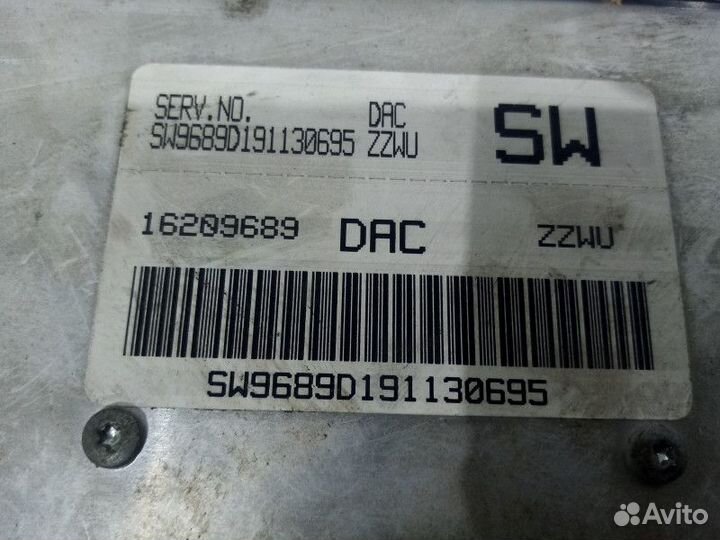 SERV.NO. DAC SW
SW9689D191130695 ZZWU
16209689 DAC ZZWU
SW9689D191130695
Avito